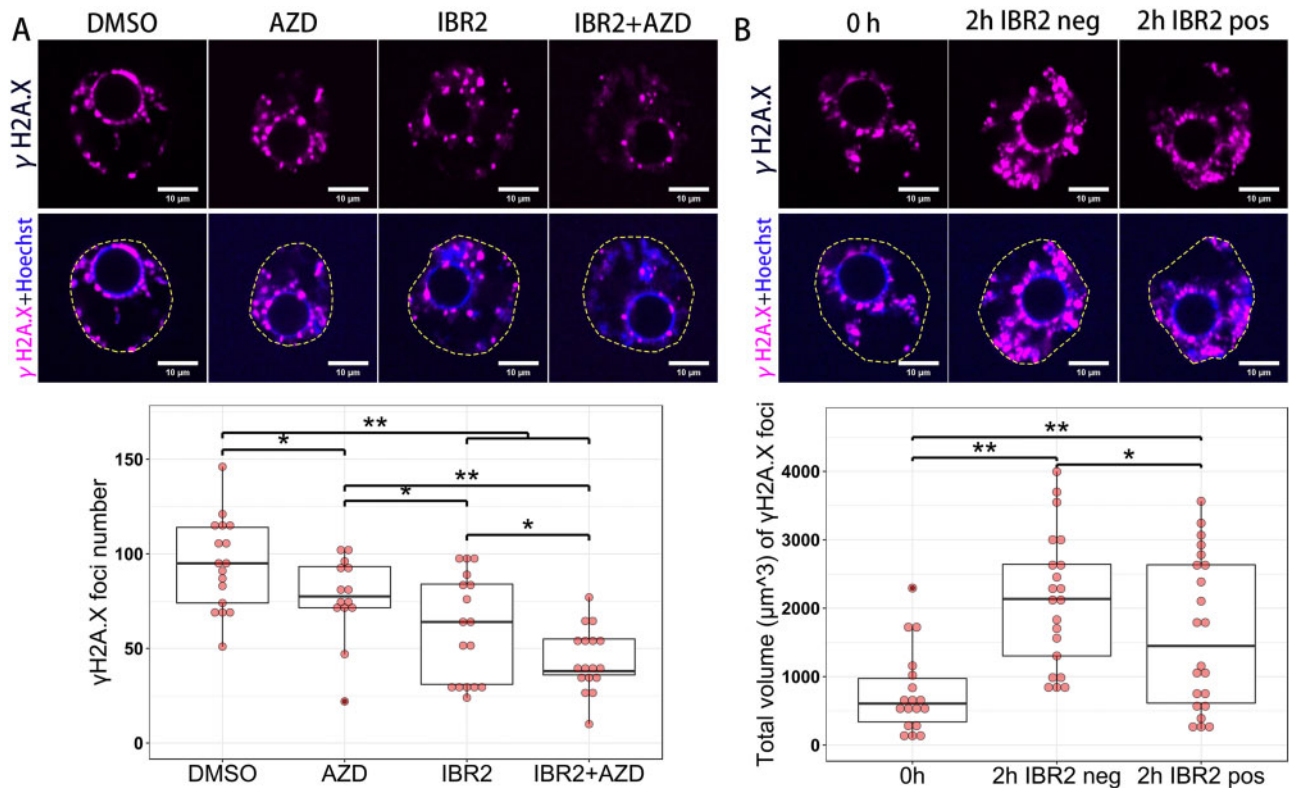 A
DMSO
AZD
IBR2
IBR2+AZD
γ H2A.X
10 µm
10 µm
10 µm
10 µm
γ H2A.X+Hoechst
10 µm
10 µm
10 µm
10 µm
γH2A.X foci number
150
100
50
0
**
*
**
*
*
DMSO
AZD
IBR2
IBR2+AZD
B
0 h
2h IBR2 neg
2h IBR2 pos
γ H2A.X
10 µm
10 µm
10 µm
γ H2A.X+Hoechst
10 µm
10 µm
10 µm
Total volume (µm^3) of γH2A.X foci
4000
3000
2000
1000
0
**
**
*
0h
2h IBR2 neg
2h IBR2 pos